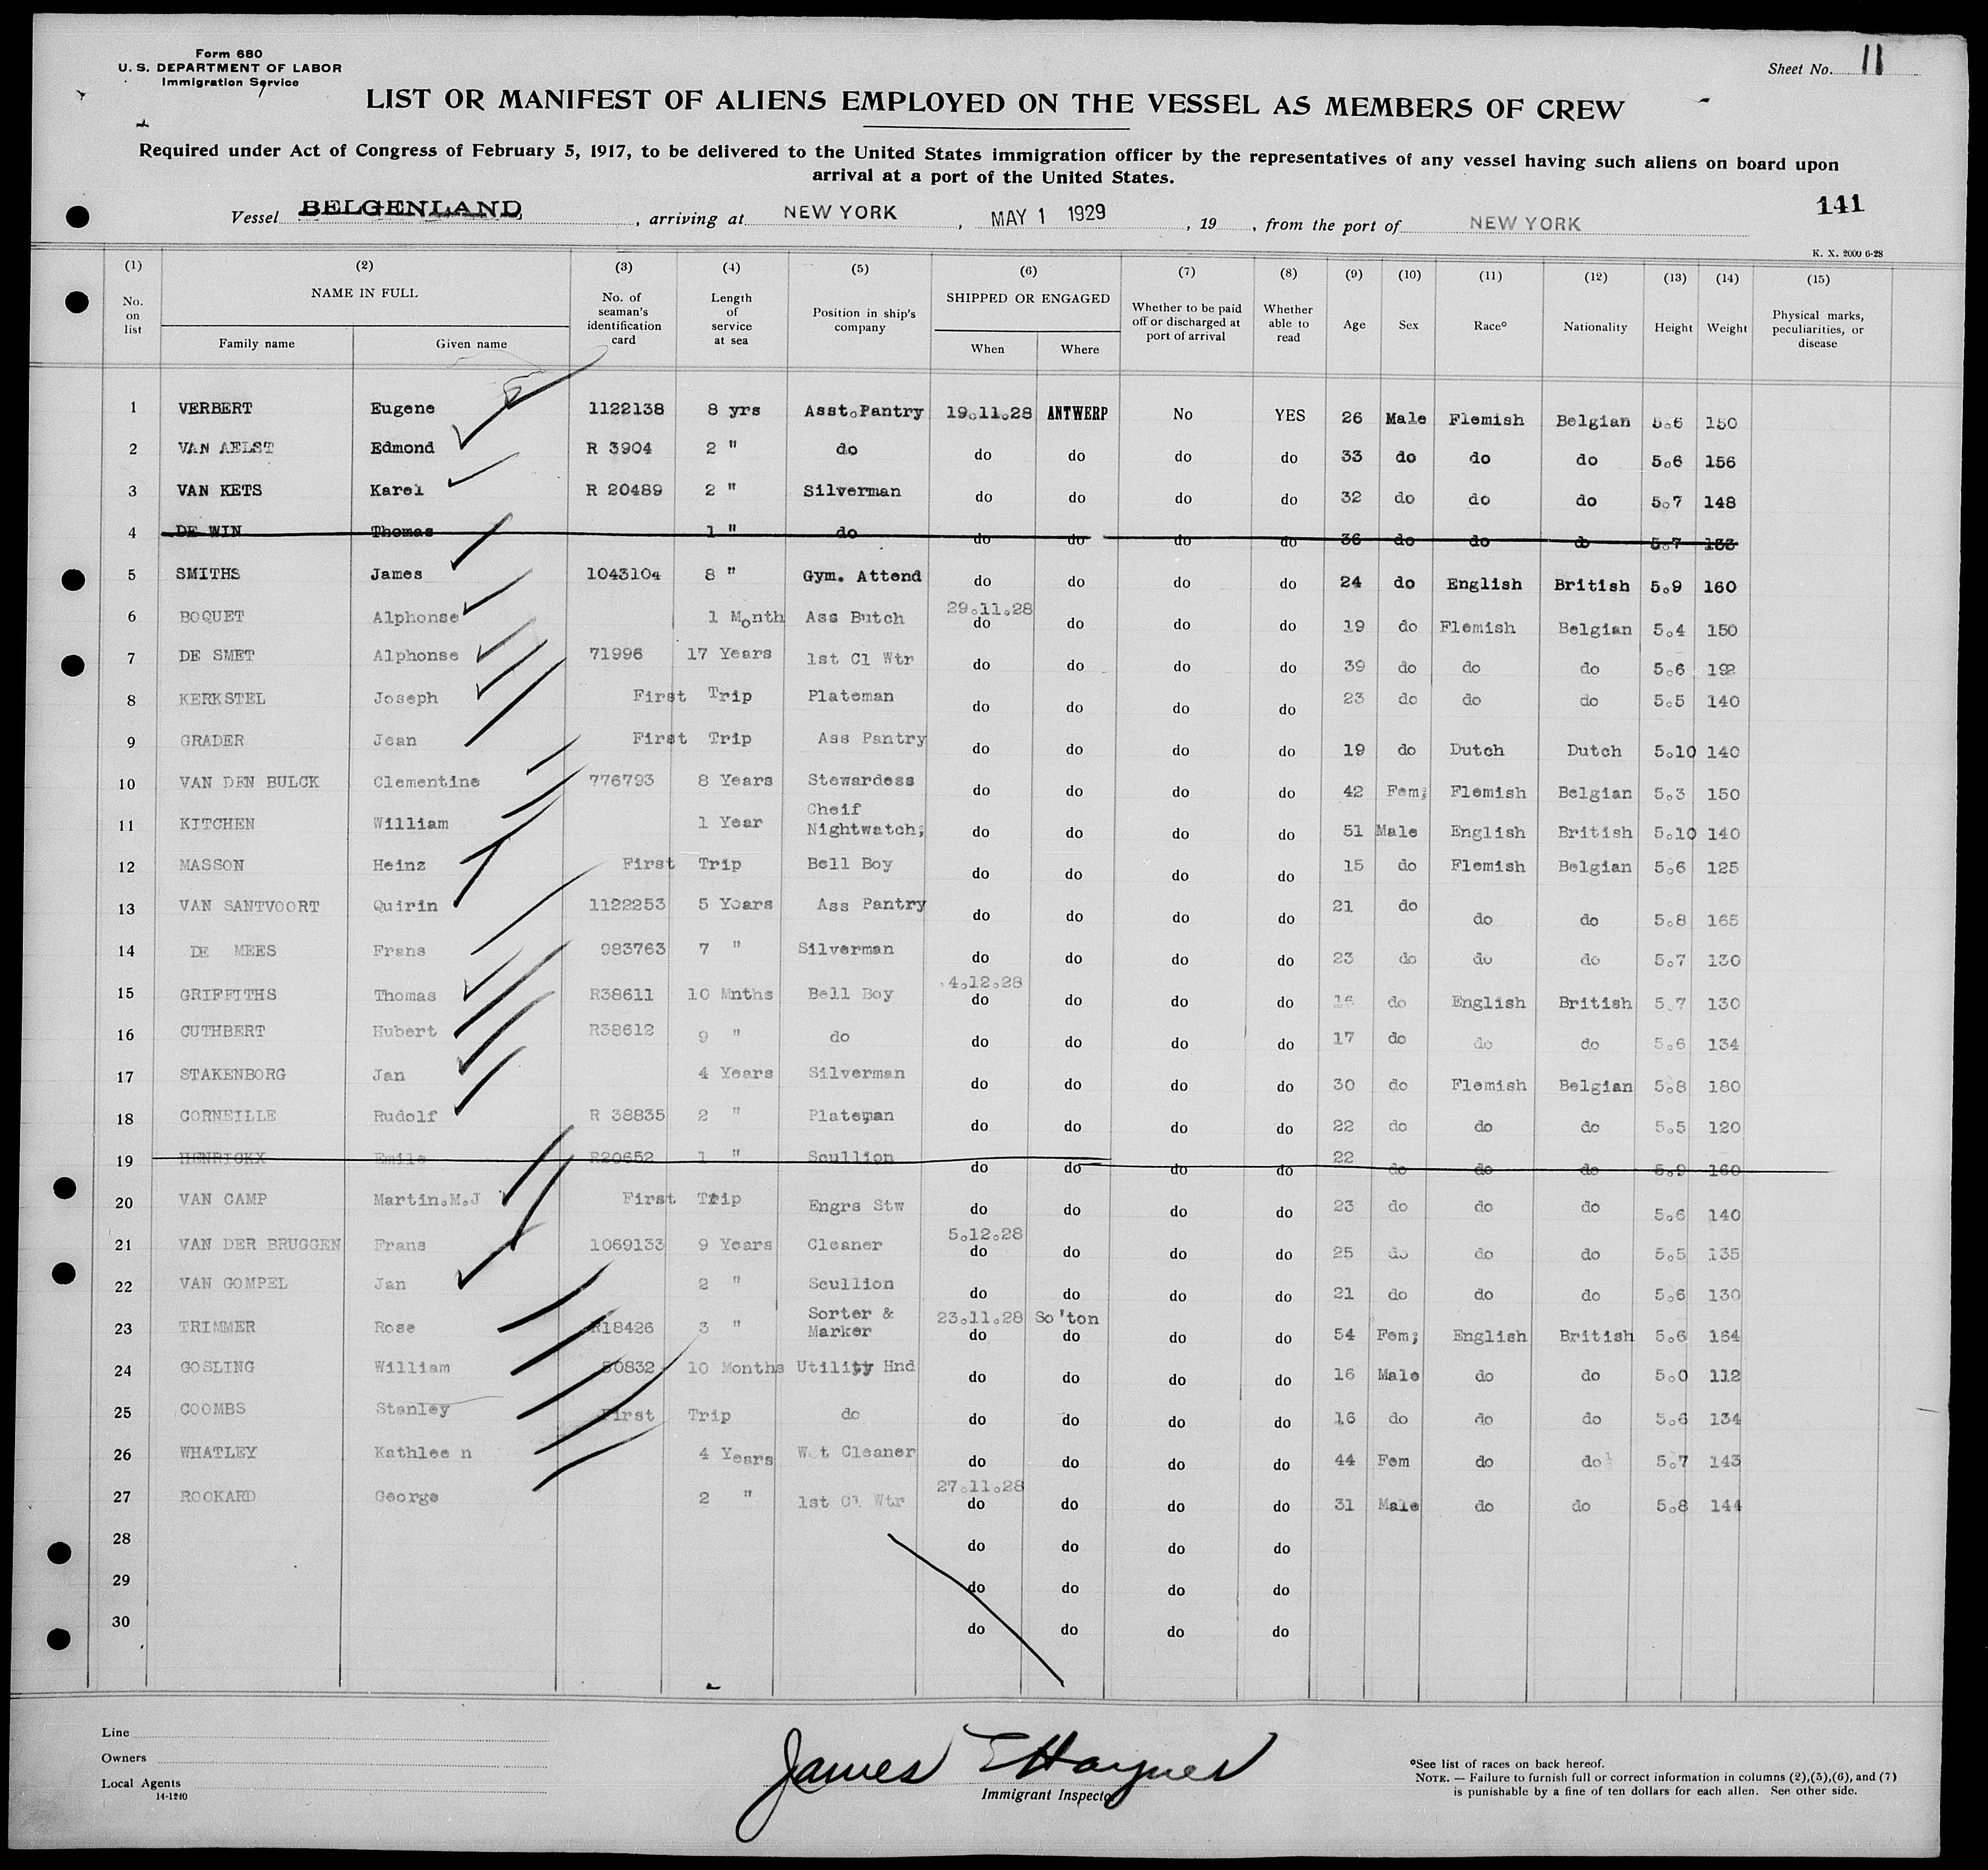 Form 680
U. S. DEPARTMENT OF LABOR
Immigration Service
Sheet No. 11
LIST OR MANIFEST OF ALIENS EMPLOYED ON THE VESSEL AS MEMBERS OF CREW
Required under Act of Congress of February 5, 1917, to be delivered to the United States immigration officer by the representatives of any vessel having such aliens on board upon
arrival at a port of the United States.
141
Vessel BELGENLAND, arriving at NEW YORK, MAY 1 1929, 19 , from the port of NEW YORK
K. X. 2000 6-28
(1) (2) (3) (4) (5) (6) (7) (8) (9) (10) (11) (12) (13) (14) (15)
No. on list NAME IN FULL Family name Given name No. of seaman's identification card Length of service at sea Position in ship's company SHIPPED OR ENGAGED When Where Whether to be paid off or discharged at port of arrival Whether able to read Age Sex Race° Nationality Height Weight Physical marks, peculiarities, or disease
1 VERBERT Eugene 1122138 8 yrs Asst.Pantry 19.11.28 ANTWERP No YES 26 Male Flemish Belgian 5.6 150
2 VAN AELST Edmond R 3904 2 " do do do do do 33 do do do 5.6 156
3 VAN KETS Karel R 20489 2 " Silverman do do do do 32 do do do 5.7 148
4 DE WIN Thomas 1 " do do do do do 36 do do do 5.7 133
5 SMITHS James 1043104 8 " Gym. Attend do do do do 24 do English British 5.9 160
6 BOQUET Alphonse 1 Month Ass Butch 29.11.28 do do do do 19 do Flemish Belgian 5.4 150
7 DE SMET Alphonse 71996 17 Years 1st Cl Wtr do do do do 39 do do do 5.6 192
8 KERKSTEL Joseph First Trip Plateman do do do do 23 do do do 5.5 140
9 GRADER Jean First Trip Ass Pantry do do do do 19 do Dutch Dutch 5.10 140
10 VAN DEN BULCK Clementine 776793 8 Years Stewardess do do do do 42 Fem; Flemish Belgian 5.3 150
11 KITCHEN William 1 Year Cheif Nightwatch; do do do do 51 Male English British 5.10 140
12 MASSON Heinz First Trip Bell Boy do do do do 15 do Flemish Belgian 5.6 125
13 VAN SANTVOORT Quirin 1122253 5 Years Ass Pantry do do do do 21 do do do 5.8 165
14 DE MEES Frans 983763 7 " Silverman do do do do 23 do do do 5.7 130
15 GRIFFITHS Thomas R38611 10 Mnths Bell Boy 4.12.28 do do do do 16 do English British 5.7 130
16 CUTHBERT Hubert R38612 9 " do do do do do 17 do do do 5.6 134
17 STAKENBORG Jan 4 Years Silverman do do do do 30 do Flemish Belgian 5.8 180
18 CORNEILLE Rudolf R 38835 2 " Plateman do do do do 22 do do do 5.5 120
19 HENRICKX Emile R20652 1 " Scullion do do do do 22 do do do 5.9 160
20 VAN CAMP Martin.M.J First Trip Engrs Stw do do do do 23 do do do 5.6 140
21 VAN DER BRUGGEN Frans 1069133 9 Years Cleaner 5.12.28 do do do do 25 do do do 5.5 135
22 VAN GOMPEL Jan 2 " Scullion do do do do 21 do do do 5.6 130
23 TRIMMER Rose R18426 3 " Sorter & Marker 23.11.28 do So'ton do do do 54 Fem; English British 5.6 164
24 GOSLING William 50832 10 Months Utility Hnd do do do do 16 Male do do 5.0 112
25 COOMBS Stanley First Trip do do do do do 16 do do do 5.6 134
26 WHATLEY Kathlee n 4 Years Wet Cleaner do do do do 44 Fem do do 5.7 143
27 ROOKARD George 2 " 1st Cl Wtr 27.11.28 do do do do 31 Male do do 5.8 144
28 do do do do
29 do do do do
30 do do do do
Line
Owners
Local Agents
14-1240
James E Haynes
Immigrant Inspector
°See list of races on back hereof.
NOTE. — Failure to furnish full or correct information in columns (2),(5),(6), and (7)
is punishable by a fine of ten dollars for each alien. See other side.